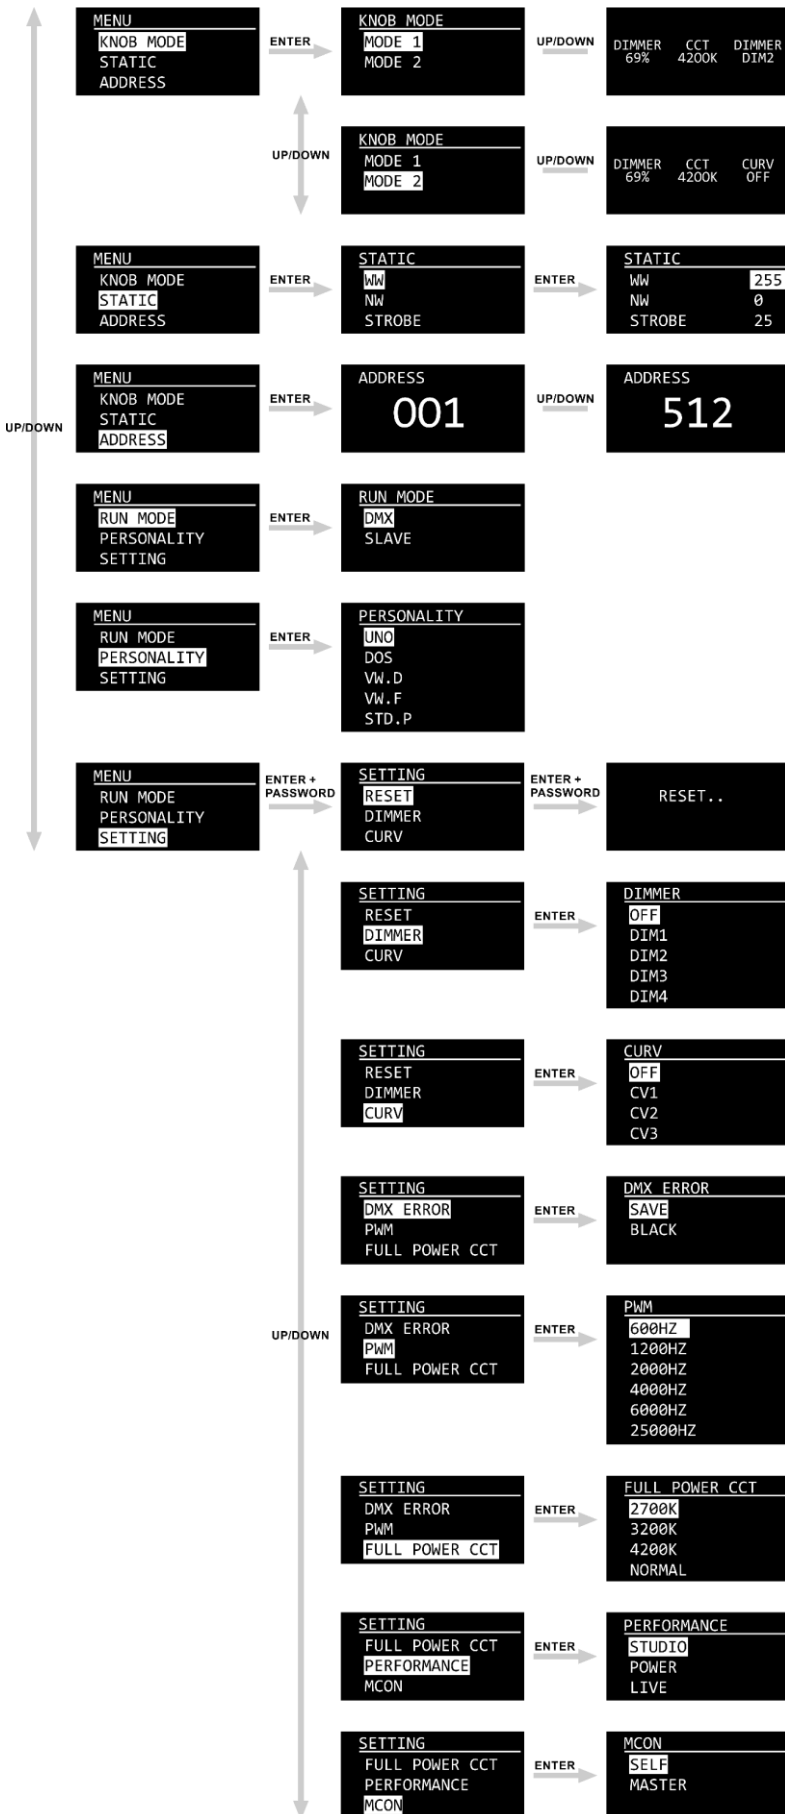 MENU
KNOB MODE
STATIC
ADDRESS
ENTER
KNOB MODE
MODE 1
MODE 2
UP/DOWN
DIMMER CCT DIMMER
69% 4200K DIM2
UP/DOWN
KNOB MODE
MODE 1
MODE 2
UP/DOWN
DIMMER CCT CURV
69% 4200K OFF
MENU
KNOB MODE
STATIC
ADDRESS
ENTER
STATIC
WW
NW
STROBE
ENTER
STATIC
WW 255
NW 0
STROBE 25
UP/DOWN
MENU
KNOB MODE
STATIC
ADDRESS
ENTER
ADDRESS
001
UP/DOWN
ADDRESS
512
MENU
RUN MODE
PERSONALITY
SETTING
ENTER
RUN MODE
DMX
SLAVE
MENU
RUN MODE
PERSONALITY
SETTING
ENTER
PERSONALITY
UNO
DOS
VW.D
VW.F
STD.P
MENU
RUN MODE
PERSONALITY
SETTING
ENTER +
PASSWORD
SETTING
RESET
DIMMER
CURV
ENTER +
PASSWORD
RESET..
SETTING
RESET
DIMMER
CURV
ENTER
DIMMER
OFF
DIM1
DIM2
DIM3
DIM4
SETTING
RESET
DIMMER
CURV
ENTER
CURV
OFF
CV1
CV2
CV3
SETTING
DMX ERROR
PWM
FULL POWER CCT
ENTER
DMX ERROR
SAVE
BLACK
UP/DOWN
SETTING
DMX ERROR
PWM
FULL POWER CCT
ENTER
PWM
600HZ
1200HZ
2000HZ
4000HZ
6000HZ
25000HZ
SETTING
DMX ERROR
PWM
FULL POWER CCT
ENTER
FULL POWER CCT
2700K
3200K
4200K
NORMAL
SETTING
FULL POWER CCT
PERFORMANCE
MCON
ENTER
PERFORMANCE
STUDIO
POWER
LIVE
SETTING
FULL POWER CCT
PERFORMANCE
MCON
ENTER
MCON
SELF
MASTER